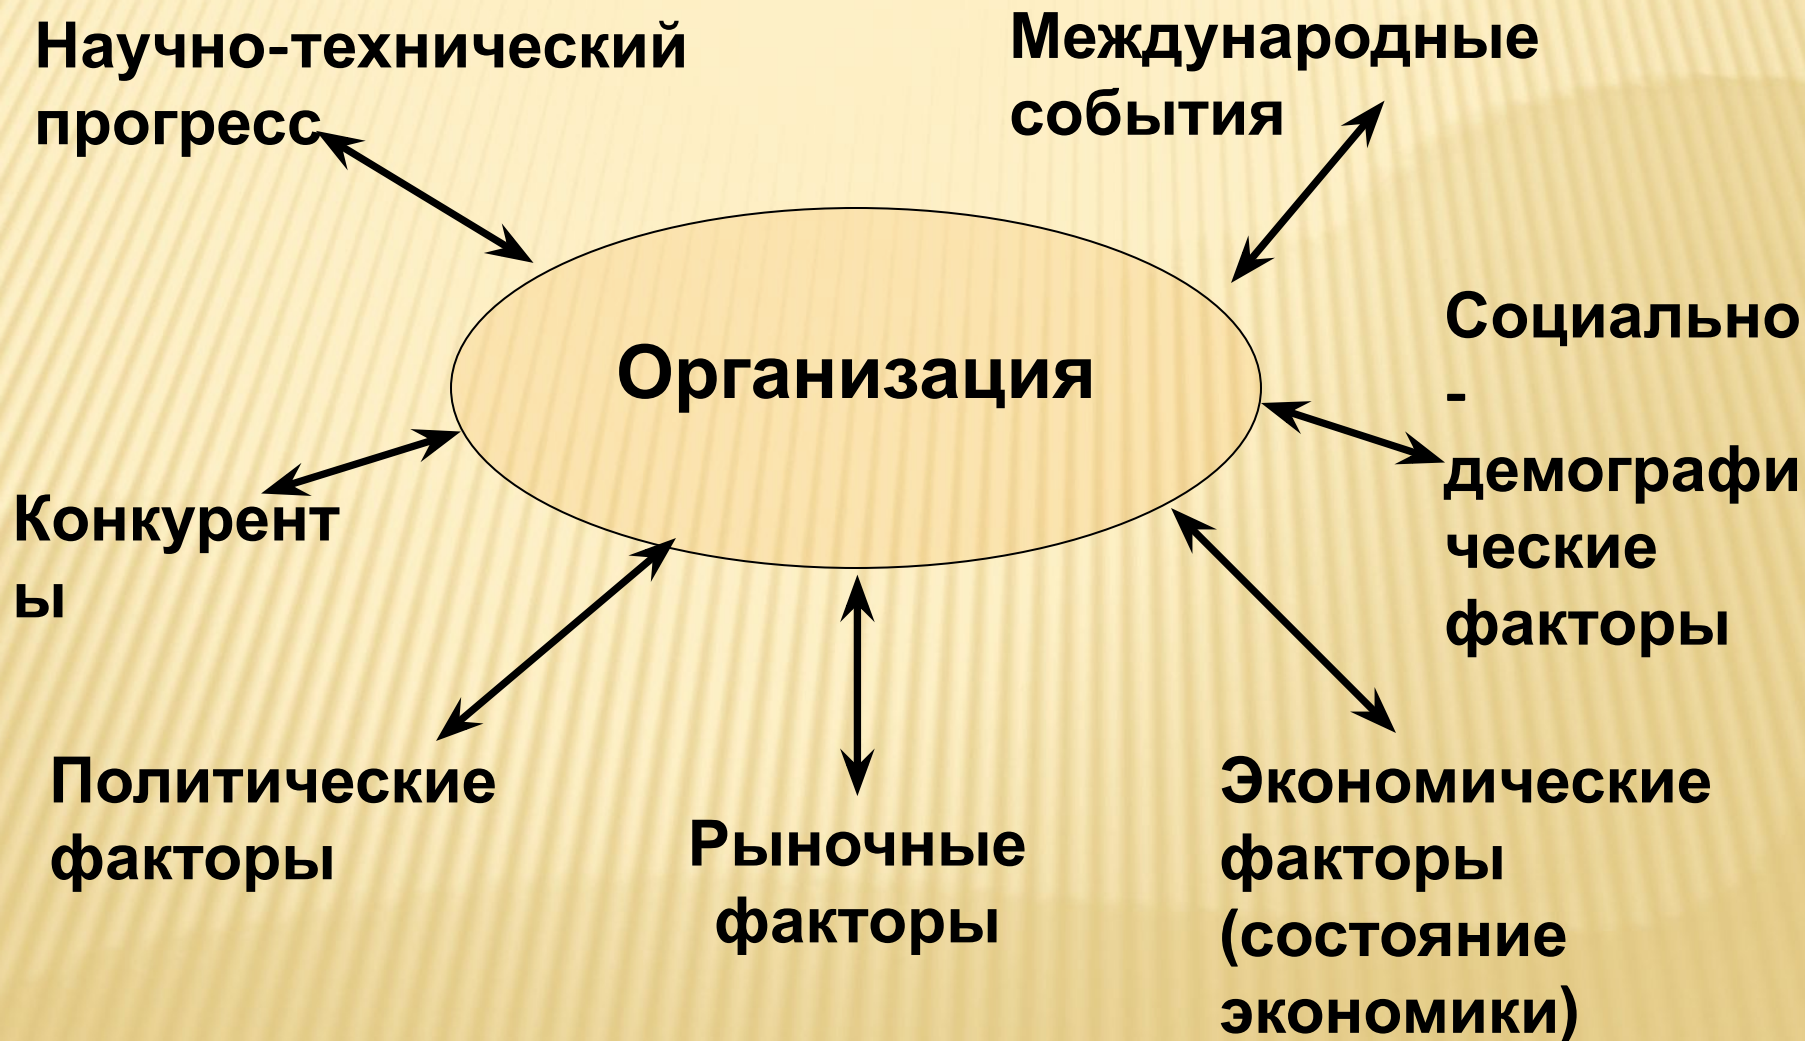 Научно-технический
прогресс
Международные
события
Организация
Социально
-
демографи
ческие
факторы
Конкурент
ы
Политические
факторы
Рыночные
факторы
Экономические
факторы
(состояние
экономики)